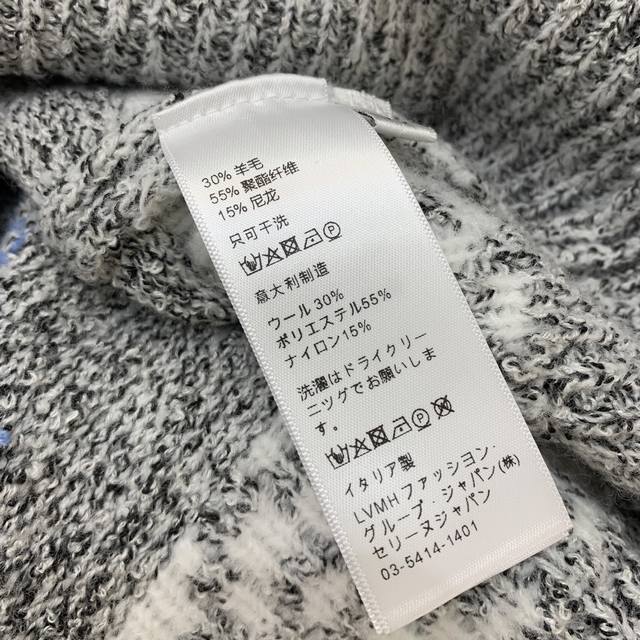 30% 羊毛
55% 聚酯纤维
15% 尼龙
只可干洗
意大利制造
ウール 30%
ポリエステル55%
ナイロン15%
洗濯はドライクリー
ニツグでお願いしま
す。
イタリア製
LVMHファッシヨン.
グループ・ジャパン(株)
セリーヌジャパン
03-5414-1401